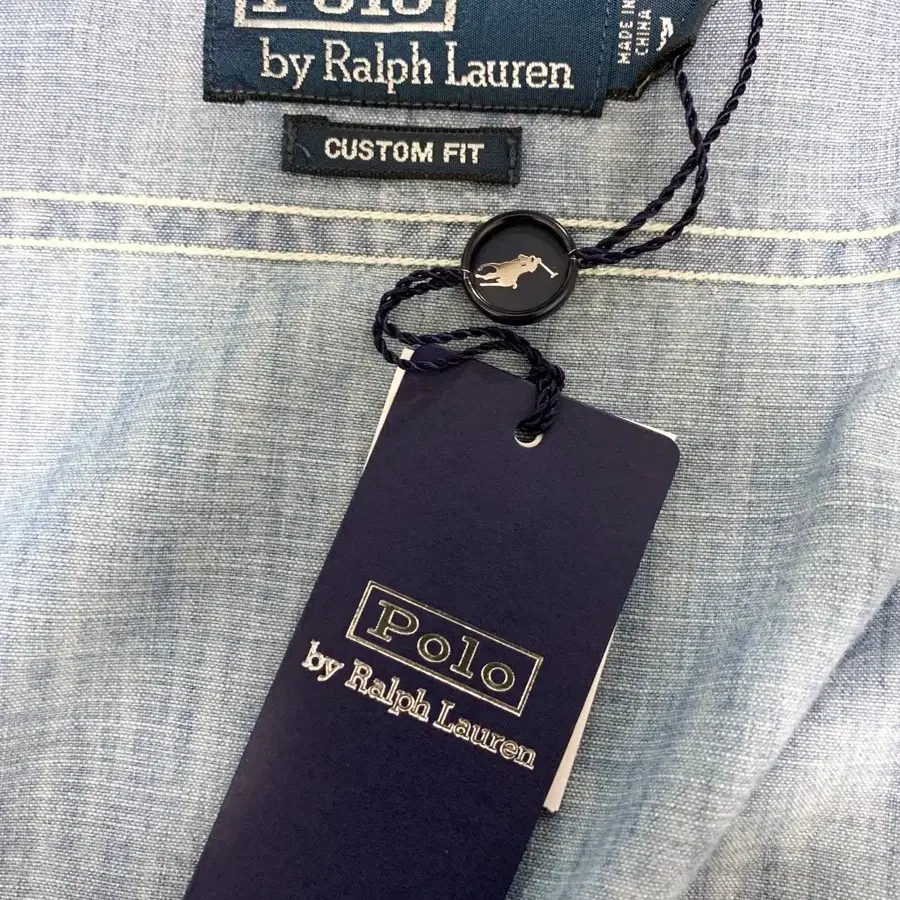 Polo
by Ralph Lauren
MADE IN
CHINA
CUSTOM FIT
Polo
by Ralph Lauren